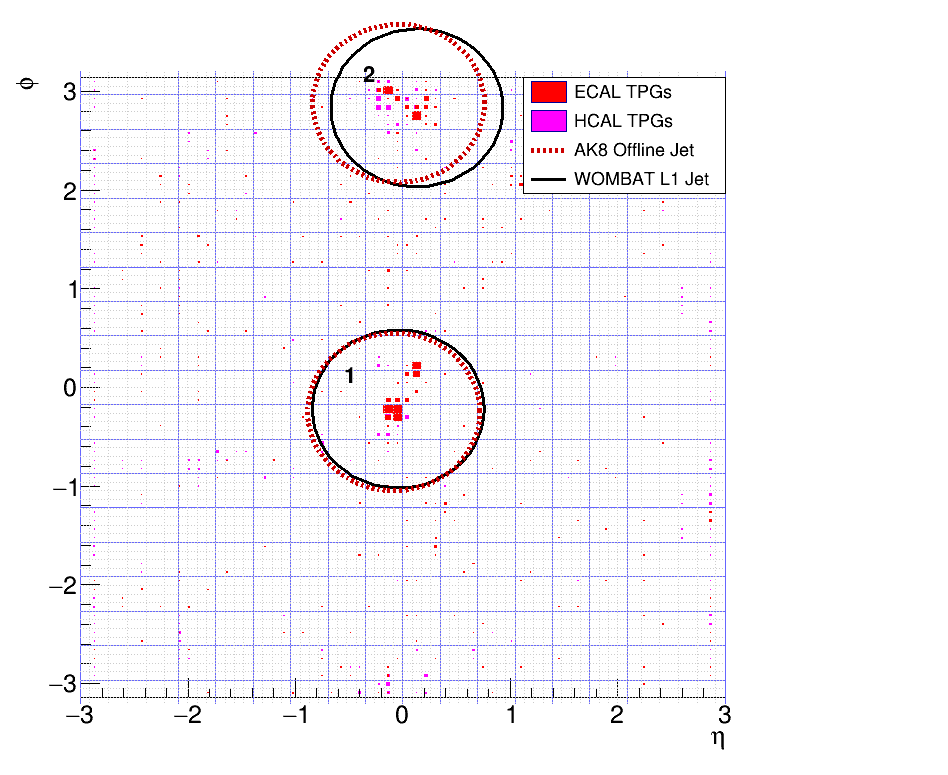 ϕ
3
2
1
0
−1
−2
−3
2
1
ECAL TPGs
HCAL TPGs
AK8 Offline Jet
WOMBAT L1 Jet
−3 −2 −1 0 1 2 3
η